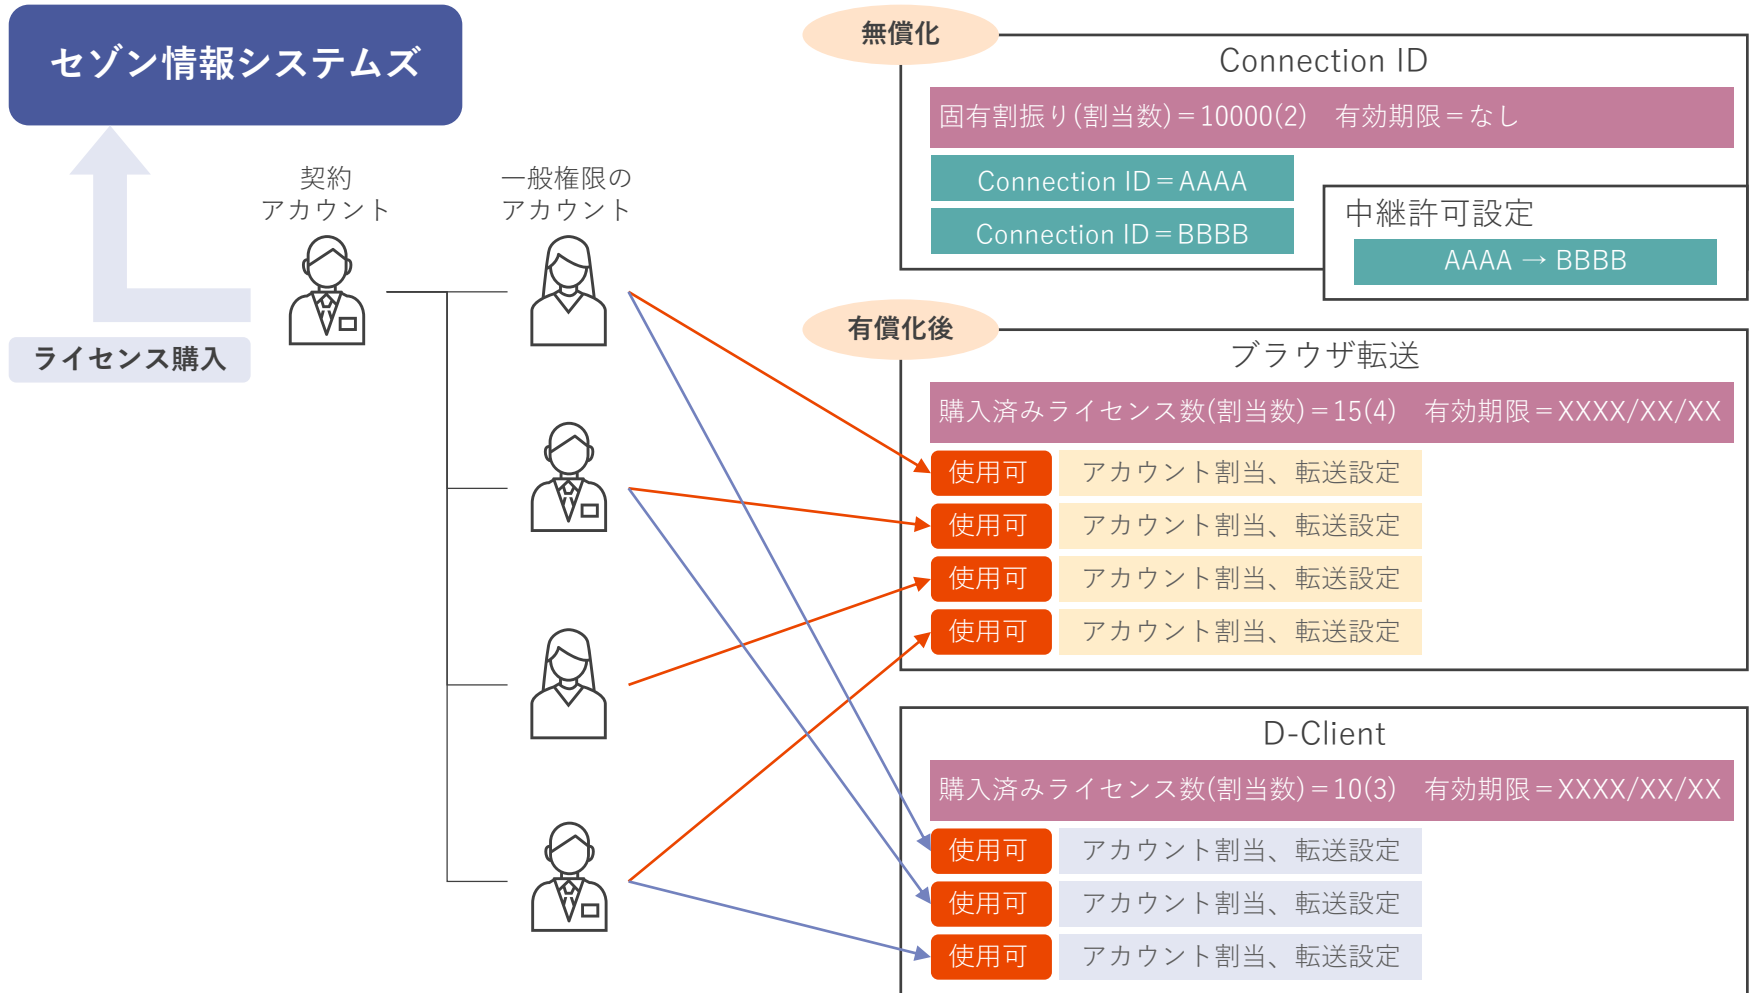 セゾン情報システムズ
ライセンス購入
契約
アカウント
一般権限の
アカウント
無償化
Connection ID
固有割振り(割当数)＝10000(2)　有効期限＝なし
Connection ID＝AAAA
Connection ID＝BBBB
中継許可設定
AAAA → BBBB
有償化後
ブラウザ転送
購入済みライセンス数(割当数)＝15(4)　有効期限＝XXXX/XX/XX
使用可　アカウント割当、転送設定
使用可　アカウント割当、転送設定
使用可　アカウント割当、転送設定
使用可　アカウント割当、転送設定
D-Client
購入済みライセンス数(割当数)＝10(3)　有効期限＝XXXX/XX/XX
使用可　アカウント割当、転送設定
使用可　アカウント割当、転送設定
使用可　アカウント割当、転送設定